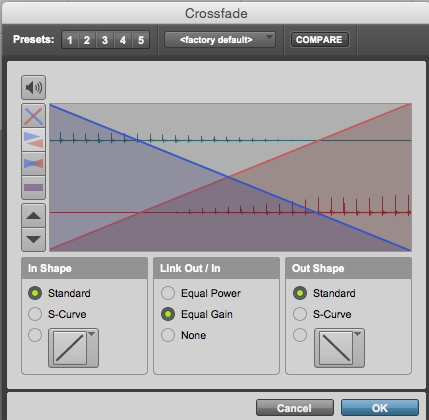 Crossfade
Presets: 1 2 3 4 5 <factory default> COMPARE
In Shape
Standard
S-Curve
Link Out / In
Equal Power
Equal Gain
None
Out Shape
Standard
S-Curve
Cancel OK